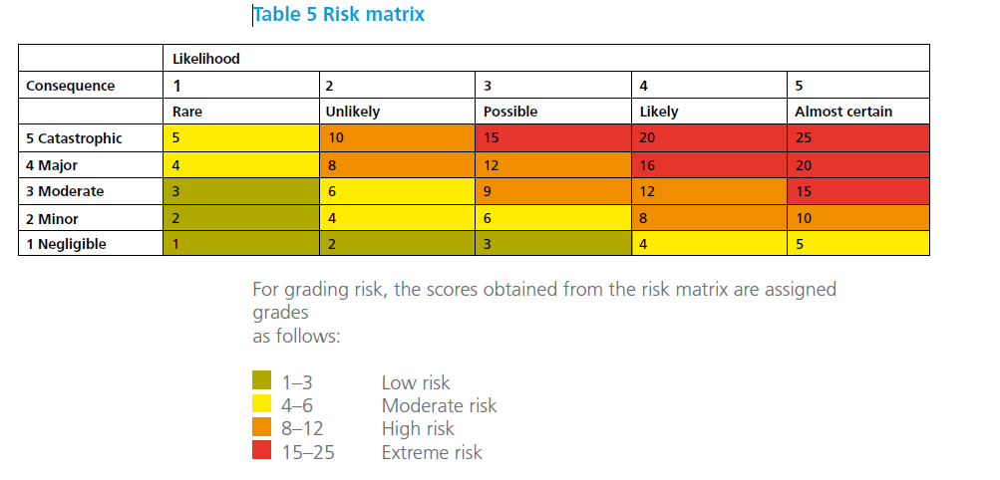 Table 5 Risk matrix
Likelihood
Consequence 1 2 3 4 5
Rare Unlikely Possible Likely Almost certain
5 Catastrophic 5 10 15 20 25
4 Major 4 8 12 16 20
3 Moderate 3 6 9 12 15
2 Minor 2 4 6 8 10
1 Negligible 1 2 3 4 5
For grading risk, the scores obtained from the risk matrix are assigned
grades
as follows:
1–3 Low risk
4–6 Moderate risk
8–12 High risk
15–25 Extreme risk